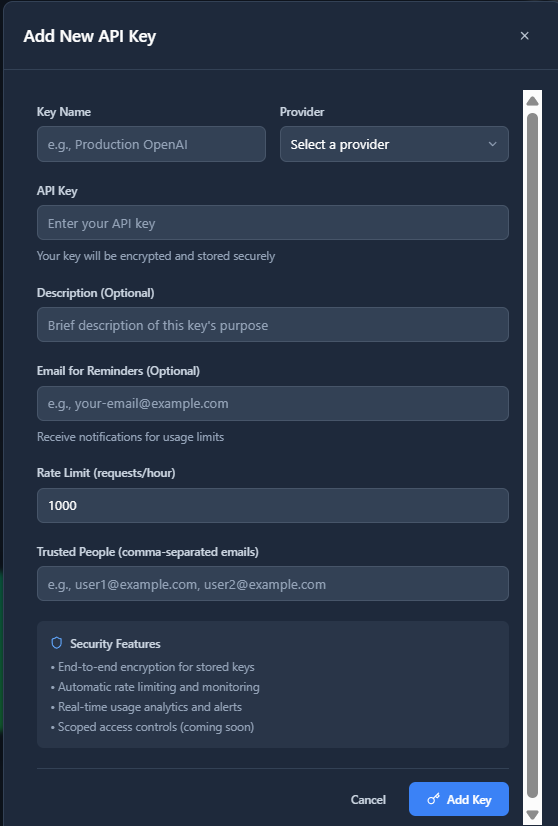 Add New API Key
Key Name
Provider
e.g., Production OpenAI
Select a provider
API Key
Enter your API key
Your key will be encrypted and stored securely
Description (Optional)
Brief description of this key's purpose
Email for Reminders (Optional)
e.g., your-email@example.com
Receive notifications for usage limits
Rate Limit (requests/hour)
1000
Trusted People (comma-separated emails)
e.g., user1@example.com, user2@example.com
Security Features
• End-to-end encryption for stored keys
• Automatic rate limiting and monitoring
• Real-time usage analytics and alerts
• Scoped access controls (coming soon)
Cancel
Add Key